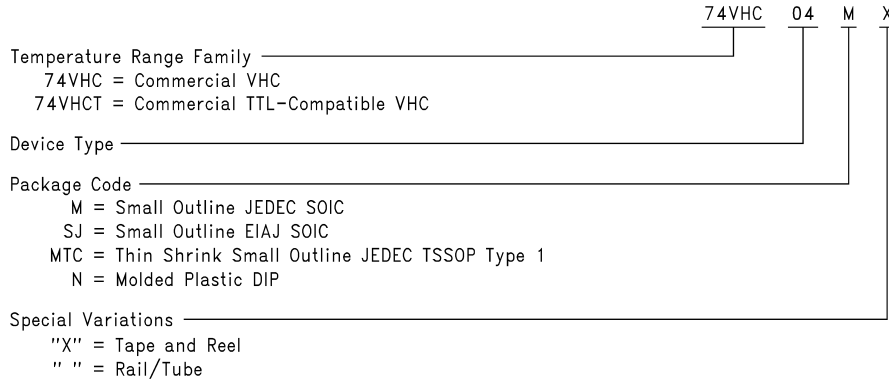 74VHC 04 M X
Temperature Range Family
74VHC = Commercial VHC
74VHCT = Commercial TTL-Compatible VHC
Device Type
Package Code
M = Small Outline JEDEC SOIC
SJ = Small Outline EIAJ SOIC
MTC = Thin Shrink Small Outline JEDEC TSSOP Type 1
N = Molded Plastic DIP
Special Variations
"X" = Tape and Reel
" " = Rail/Tube